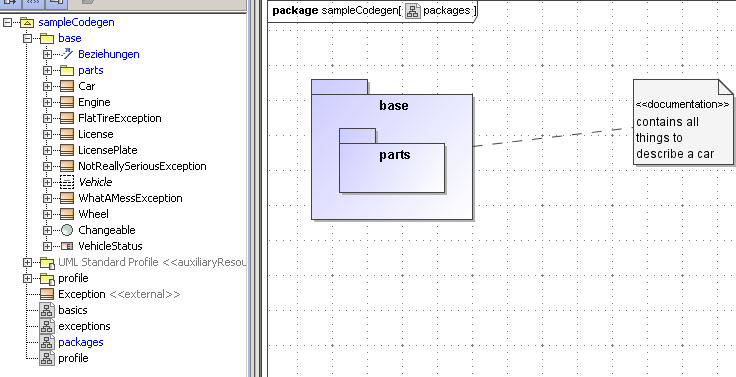 sampleCodegen
base
Beziehungen
parts
Car
Engine
FlatTireException
License
LicensePlate
NotReallySeriousException
Vehicle
WhatAMessException
Wheel
Changeable
VehicleStatus
UML Standard Profile <<auxiliaryResou
profile
Exception <<external>>
basics
exceptions
packages
profile
package sampleCodegen[ packages ]
base
parts
<<documentation>>
contains all
things to
describe a car